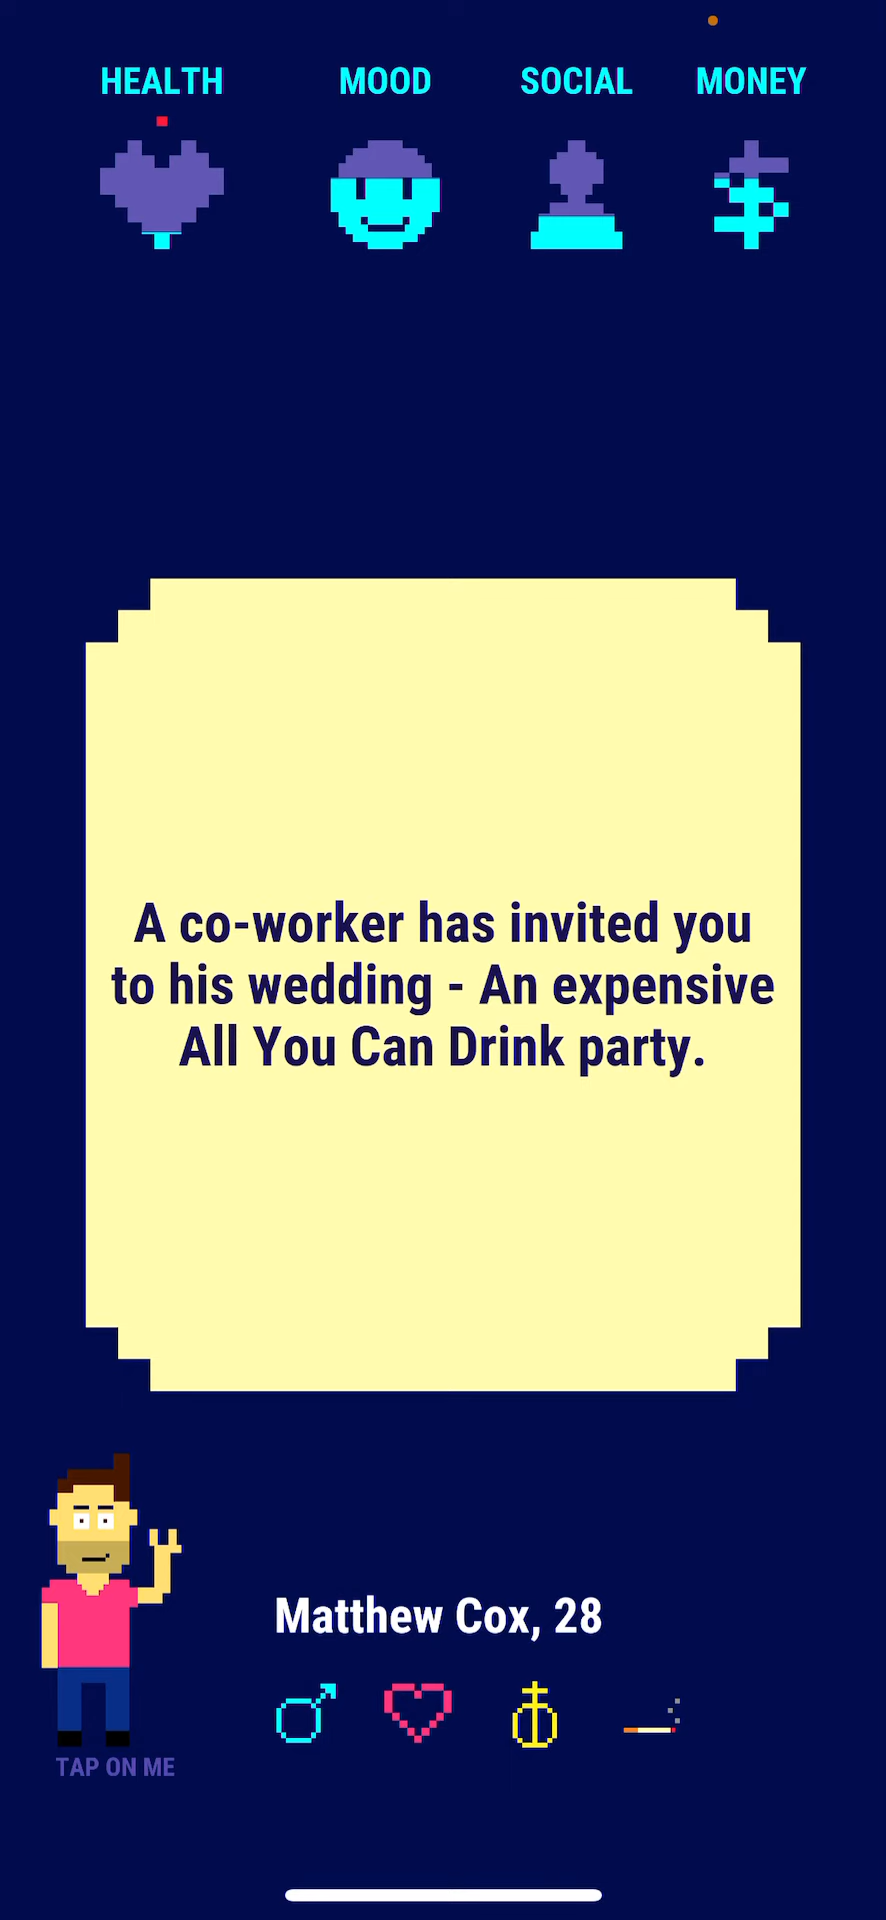 HEALTH MOOD SOCIAL MONEY
A co-worker has invited you
to his wedding - An expensive
All You Can Drink party.
Matthew Cox, 28
TAP ON ME